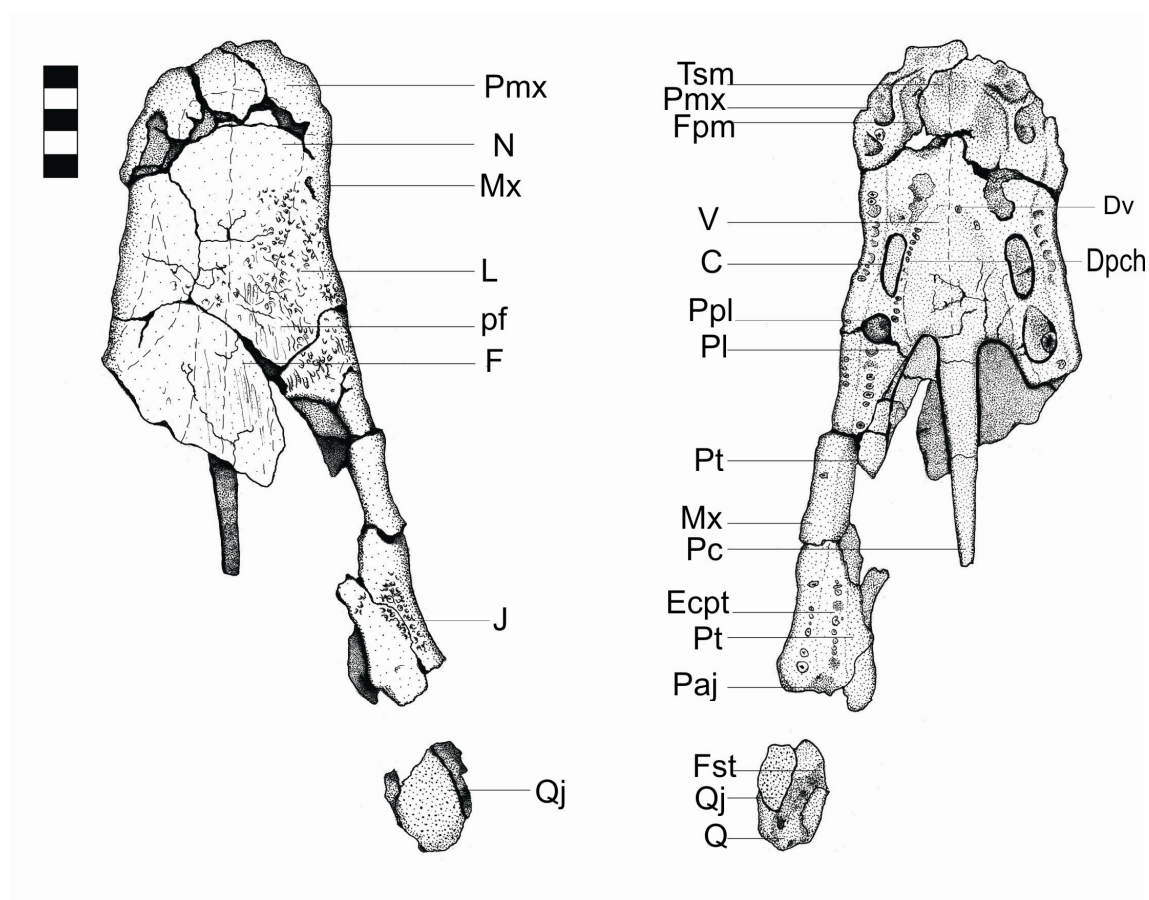 Pmx
N
Mx
L
pf
F
J
Qj
Tsm
Pmx
Fpm
V
C
Ppl
Pl
Pt
Mx
Pc
Ecpt
Pt
Paj
Fst
Qj
Q
Dv
Dpch